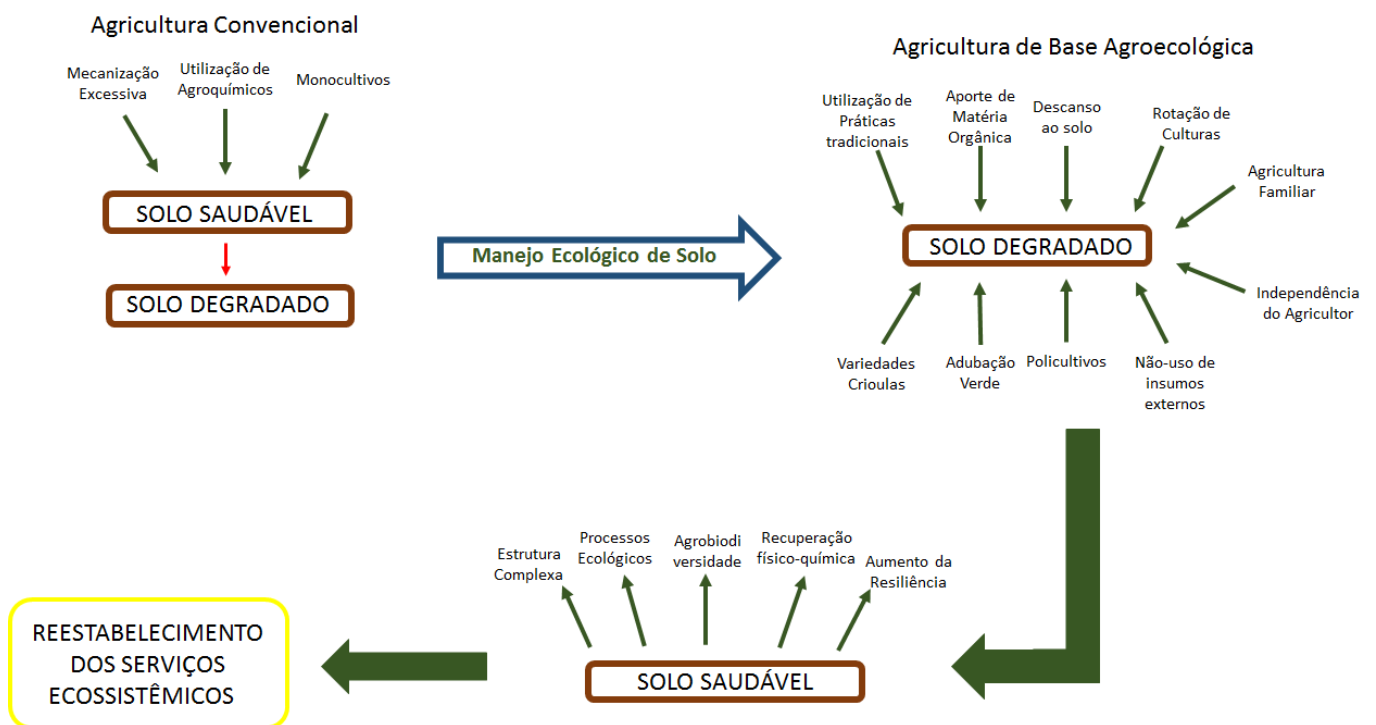 Agricultura Convencional
Mecanização
Excessiva
Utilização de
Agroquímicos
Monocultivos
SOLO SAUDÁVEL
SOLO DEGRADADO
Manejo Ecológico de Solo
Agricultura de Base Agroecológica
Utilização de
Práticas
tradicionais
Aporte de
Matéria
Orgânica
Descanso
ao solo
Rotação de
Culturas
Agricultura
Familiar
SOLO DEGRADADO
Independência
do Agricultor
Variedades
Crioulas
Adubação
Verde
Policultivos
Não-uso de
insumos
externos
Estrutura
Complexa
Processos
Ecológicos
Agrobiodi
versidade
Recuperação
físico-química
Aumento da
Resiliência
SOLO SAUDÁVEL
REESTABELECIMENTO
DOS SERVIÇOS
ECOSSISTÊMICOS